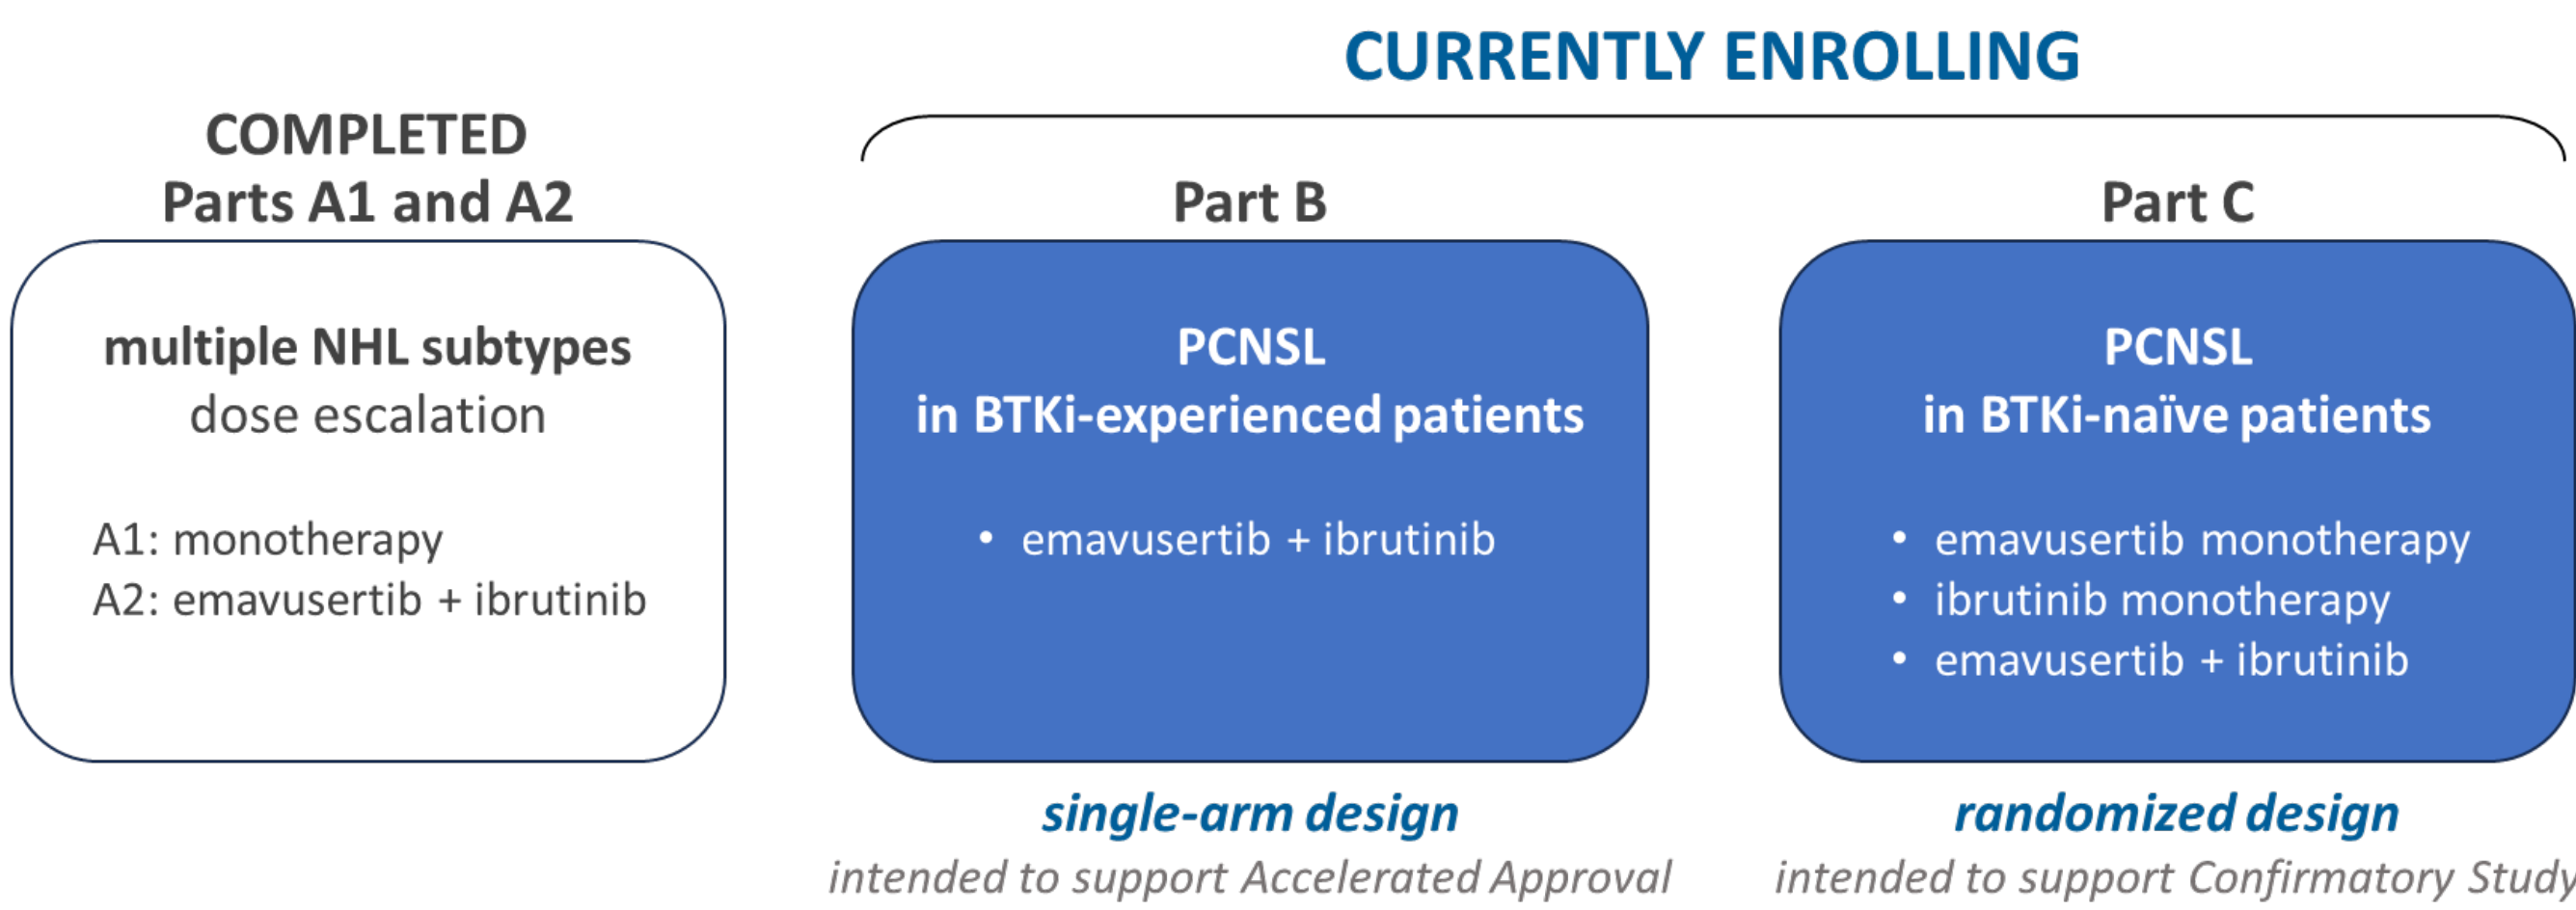 CURRENTLY ENROLLING
COMPLETED
Parts A1 and A2
multiple NHL subtypes
dose escalation
A1: monotherapy
A2: emavusertib + ibrutinib
Part B
PCNSL
in BTKi-experienced patients
• emavusertib + ibrutinib
single-arm design
intended to support Accelerated Approval
Part C
PCNSL
in BTKi-naïve patients
• emavusertib monotherapy
• ibrutinib monotherapy
• emavusertib + ibrutinib
randomized design
intended to support Confirmatory Study